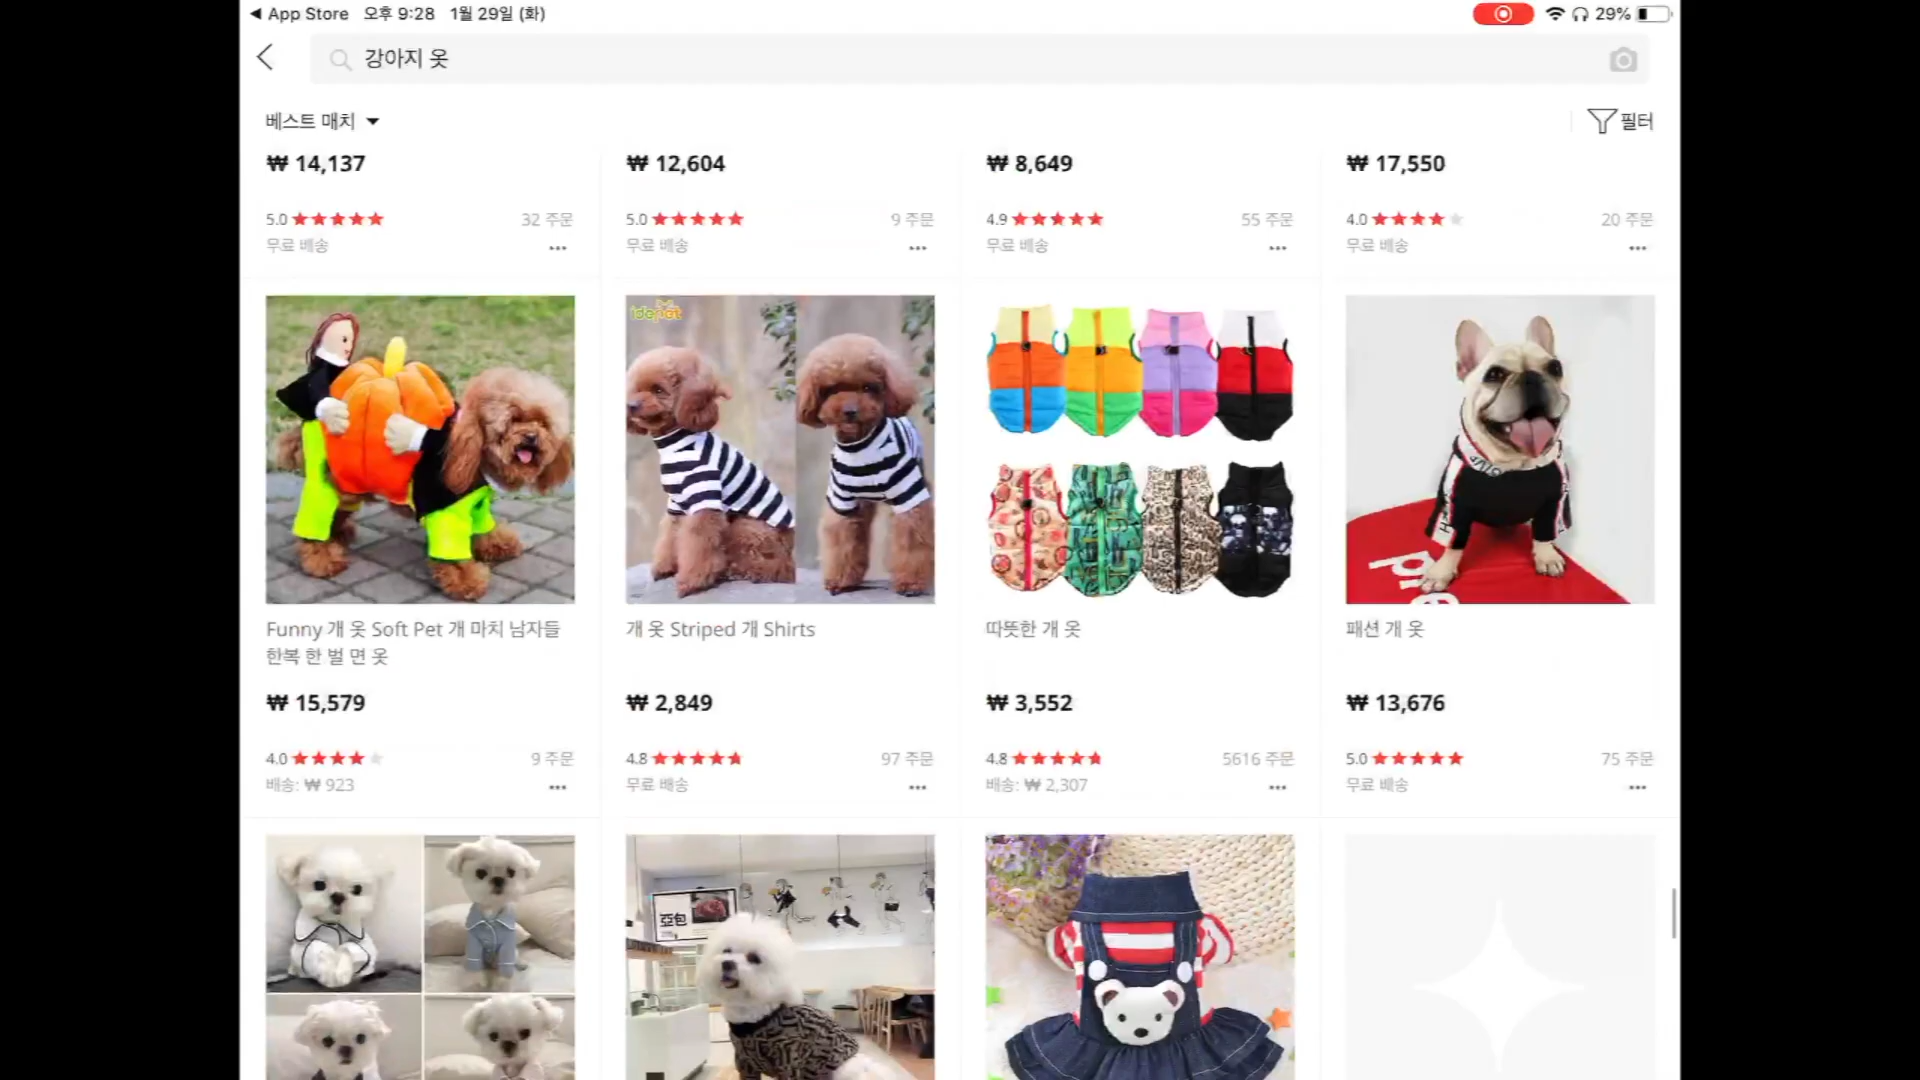 ◀ App Store 오후 9:28 1월 29일 (화)
29%
강아지 옷
베스트 매치
필터
₩ 14,137
₩ 12,604
₩ 8,649
₩ 17,550
5.0
32 주문
5.0
9 주문
4.9
55 주문
4.0
20 주문
무료 배송
무료 배송
무료 배송
무료 배송
idepet
Funny 개 옷 Soft Pet 개 마치 남자들
한복 한 벌 면 옷
개 옷 Striped 개 Shirts
따뜻한 개 옷
패션 개 옷
₩ 15,579
₩ 2,849
₩ 3,552
₩ 13,676
4.0
9 주문
4.8
97 주문
4.8
5616 주문
5.0
75 주문
배송: ₩ 923
무료 배송
배송: ₩ 2,307
무료 배송
亞包